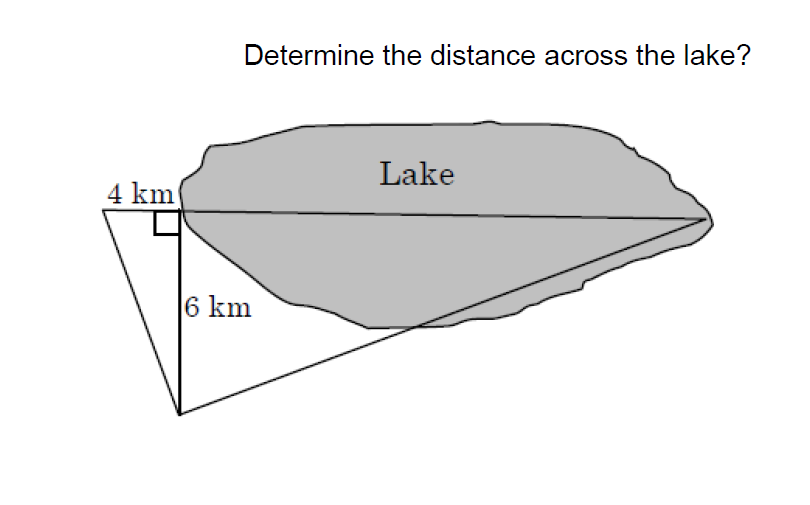 Determine the distance across the lake?
Lake
4 km
6 km